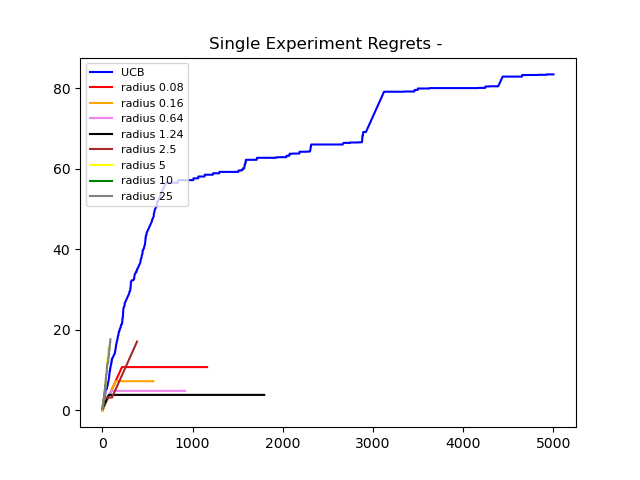 Single Experiment Regrets -
UCB
radius 0.08
radius 0.16
radius 0.64
radius 1.24
radius 2.5
radius 5
radius 10
radius 25
80
60
40
20
0
0 1000 2000 3000 4000 5000